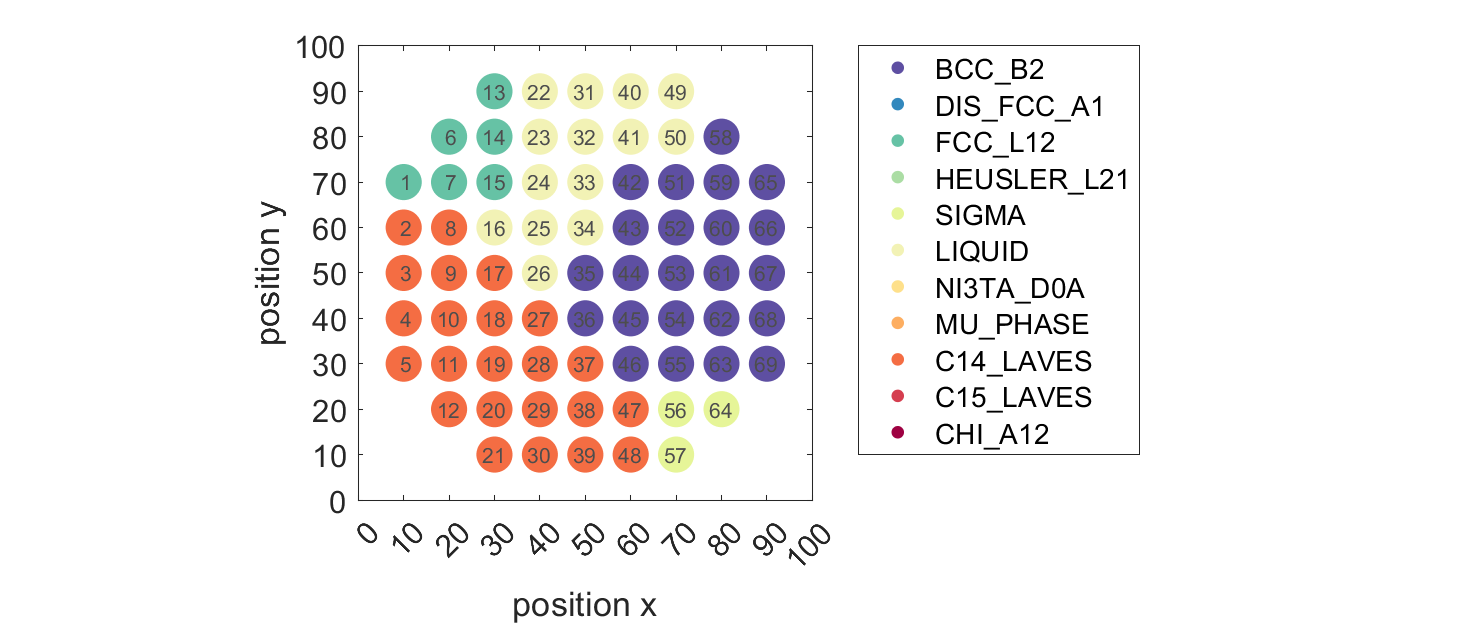 100
90
80
70
60
50
40
30
20
10
0
position y
13 22 31 40 49
6 14 23 32 41 50 58
1 7 15 24 33 42 51 59 65
2 8 16 25 34 43 52 60 66
3 9 17 26 35 44 53 61 67
4 10 18 27 36 45 54 62 68
5 11 19 28 37 46 55 63 69
12 20 29 38 47 56 64
21 30 39 48 57
0 10 20 30 40 50 60 70 80 90 100
position x
BCC_B2
DIS_FCC_A1
FCC_L12
HEUSLER_L21
SIGMA
LIQUID
NI3TA_D0A
MU_PHASE
C14_LAVES
C15_LAVES
CHI_A12